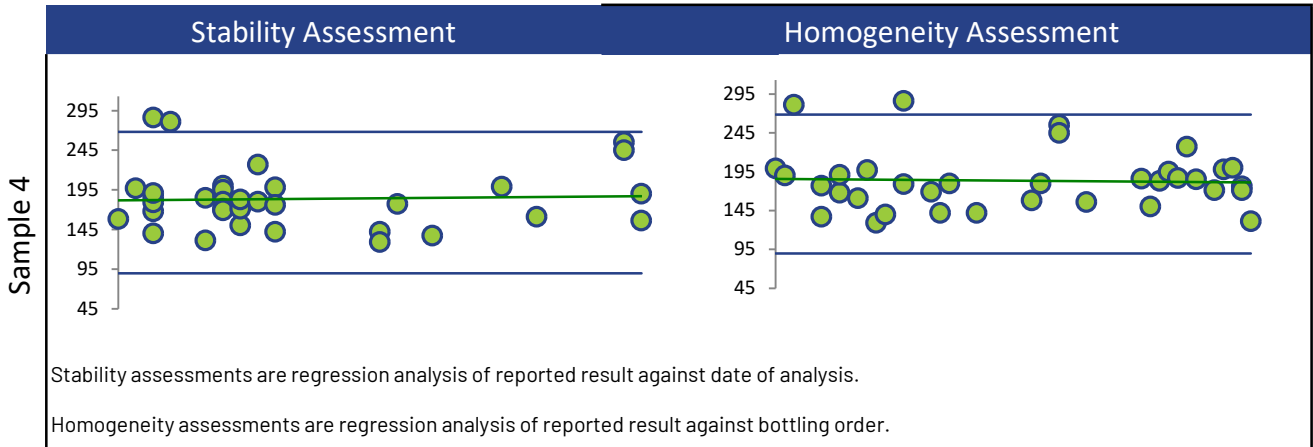 Stability Assessment
Homogeneity Assessment
Sample 4
295
245
195
145
95
45
295
245
195
145
95
45
Stability assessments are regression analysis of reported result against date of analysis.
Homogeneity assessments are regression analysis of reported result against bottling order.